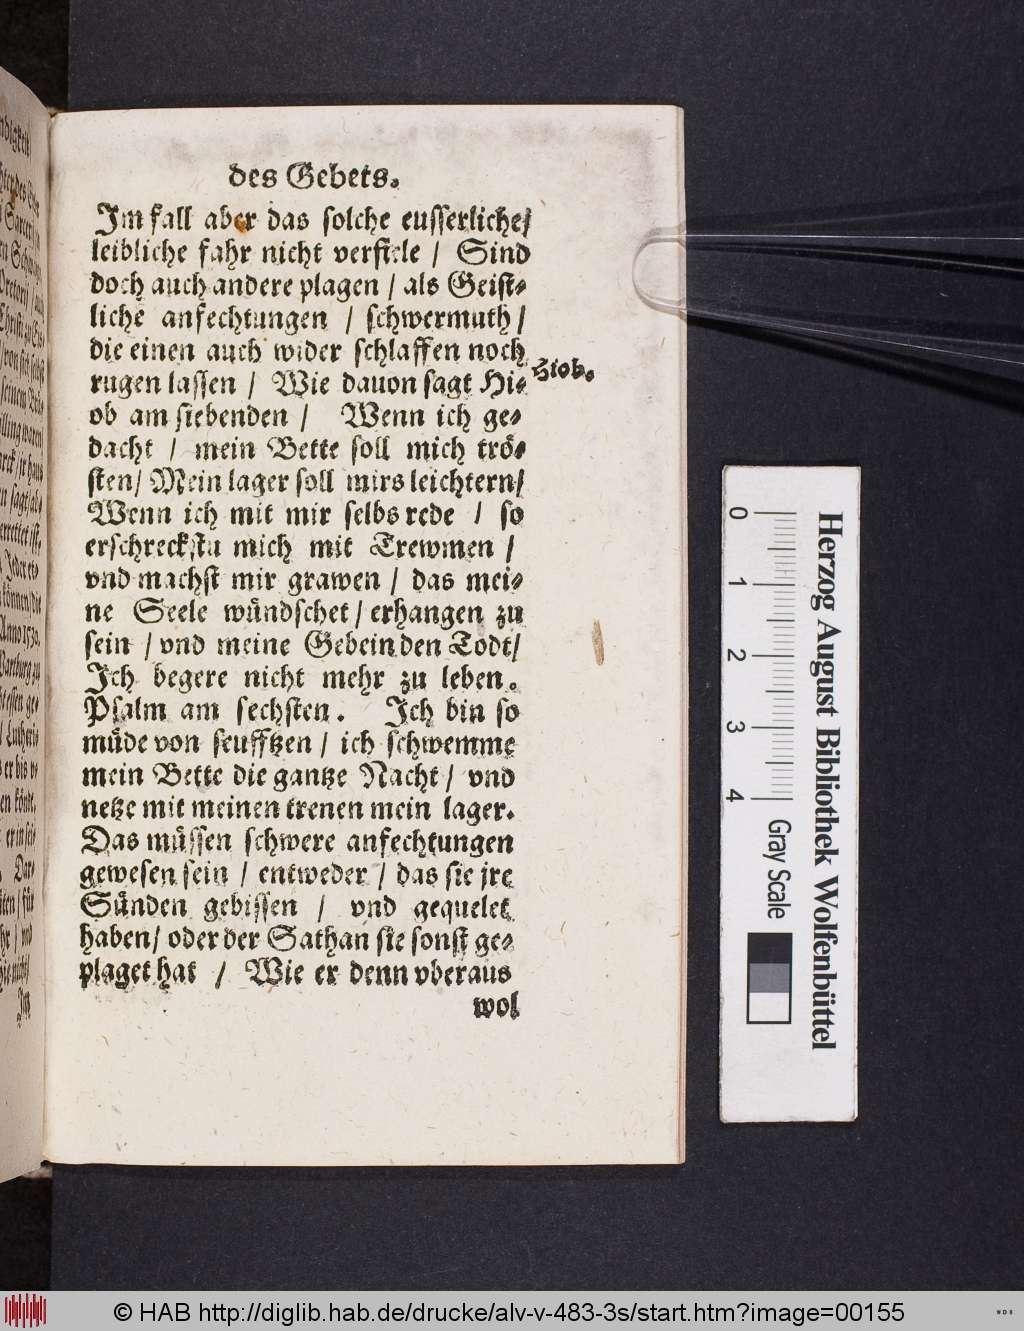 des Gebets.
Im fall aber das solche eusserliche/
leibliche fahr nicht verfiele / Sind
doch auch andere plagen / als Geist⸗
liche anfechtungen / schwermuth /
die einen auch wider schlaffen noch
rugen lassen / Wie dauon sagt Hi⸗
Hiob.
ob am siebenden / Wenn ich ge⸗
dacht / mein Bette soll mich trö⸗
sten/ Mein lager soll mirs leichtern/
Wenn ich mit mir selbs rede / so
erschreckstu mich mit Trewmen /
vnd machst mir grawen / das mei⸗
ne Seele wündschet / erhangen zu
sein / vnd meine Gebein den Todt/
Ich begere nicht mehr zu leben.
Psalm am sechsten. Ich bin so
müde von seufftzen / ich schwemme
mein Bette die gantze Nacht / vnd
netze mit meinen trenen mein lager.
Das müssen schwere anfechtungen
gewesen sein / entweder / das sie jre
Sünden gebissen / vnd gequelet
haben/ oder der Sathan sie sonst ge⸗
plaget hat / Wie er denn vberaus
wol
Herzog August Bibliothek Wolfenbüttel
0 1 2 3 4
Gray Scale
© HAB http://diglib.hab.de/drucke/alv-v-483-3s/start.htm?image=00155